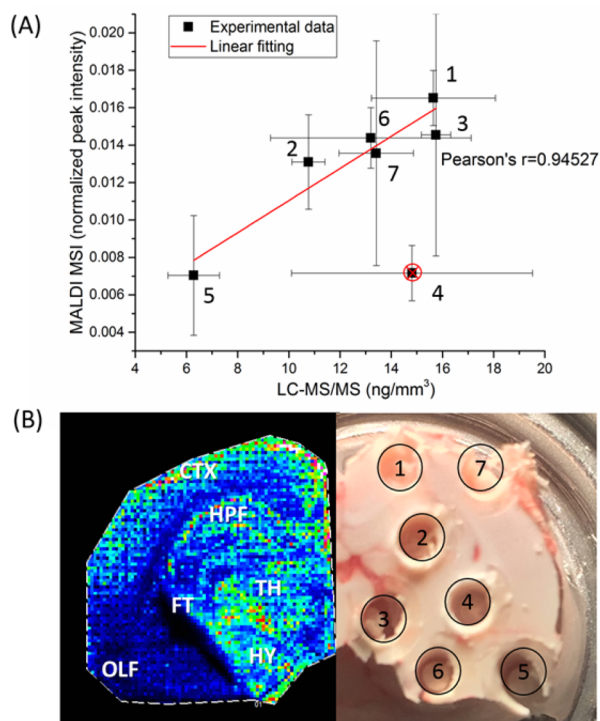 (A)
Experimental data
Linear fitting
MALDI MSI (normalized peak intensity)
0.020
0.018
0.016
0.014
0.012
0.010
0.008
0.006
0.004
1
6
3
2
7
Pearson's r=0.94527
5
4
4 6 8 10 12 14 16 18 20
LC-MS/MS (ng/mm³)
(B)
CTX
HPF
TH
FT
HY
OLF
01
1
7
2
4
3
6
5